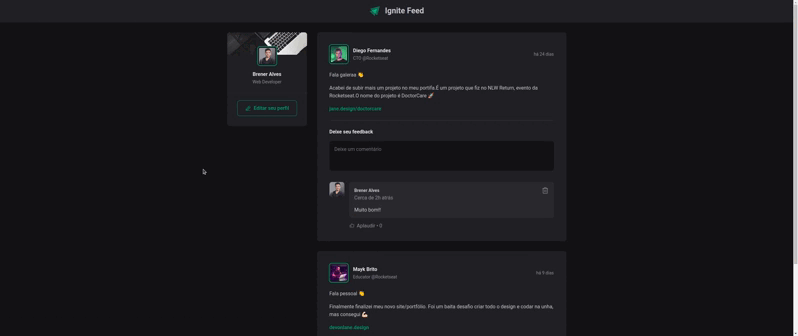 Ignite Feed
Brener Alves
Web Developer
Editar seu perfil
Diego Fernandes
CTO @Rocketseat
há 24 dias
Fala galeraa 👋
Acabei de subir mais um projeto no meu portifa.É um projeto que fiz no NLW Return, evento da
Rocketseat.O nome do projeto é DoctorCare 🚀
jane.design/doctorcare
Deixe seu feedback
Deixe um comentário
Brener Alves
Cerca de 2h atrás
Muito bom!!
Aplaudir • 0
Mayk Brito
Educator @Rocketseat
há 9 dias
Fala pessoal 👋
Finalmente finalizei meu novo site/portfólio. Foi um baita desafio criar todo o design e codar na unha,
mas consegui 💪🏻
devonlane.design